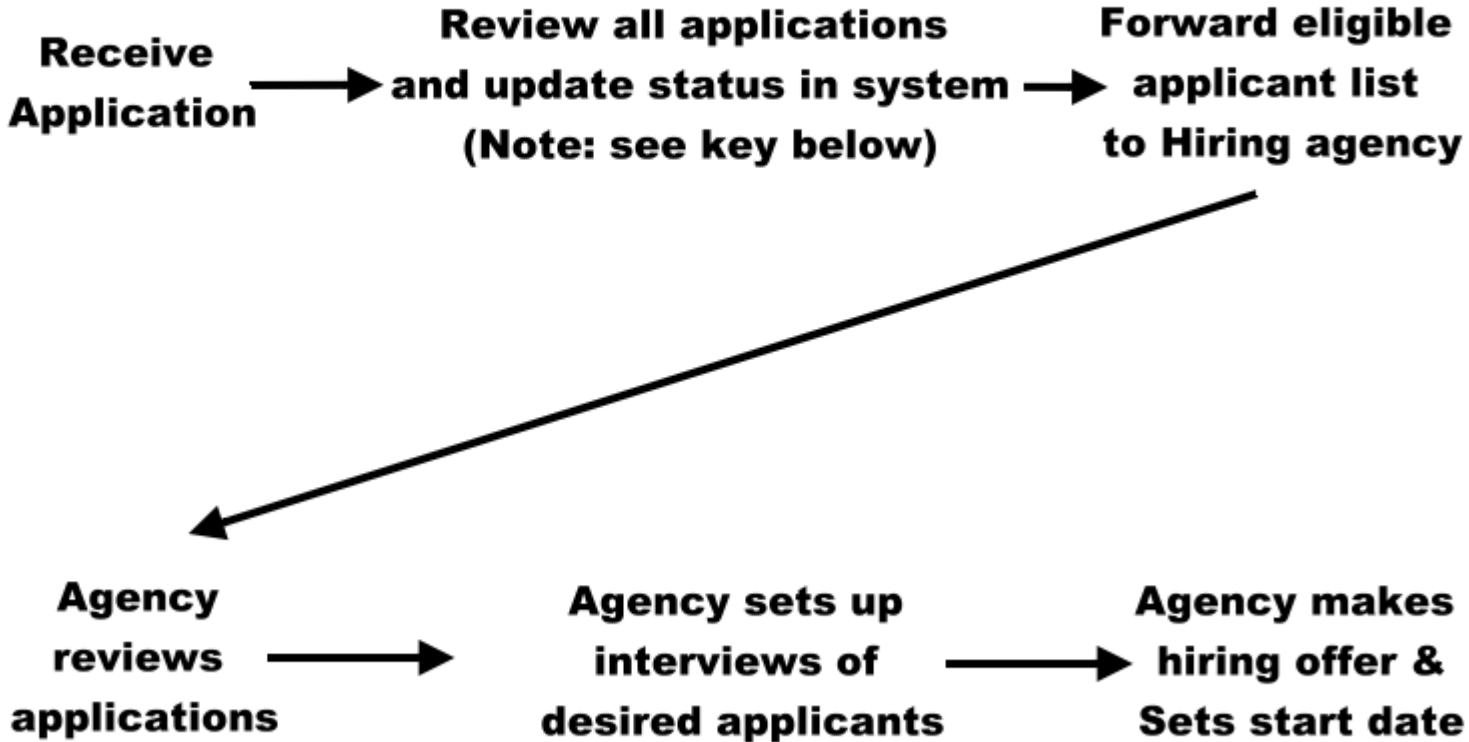 Receive
Application
Review all applications
and update status in system
(Note: see key below)
Forward eligible
applicant list
to Hiring agency
Agency
reviews
applications
Agency sets up
interviews of
desired applicants
Agency makes
hiring offer &
Sets start date